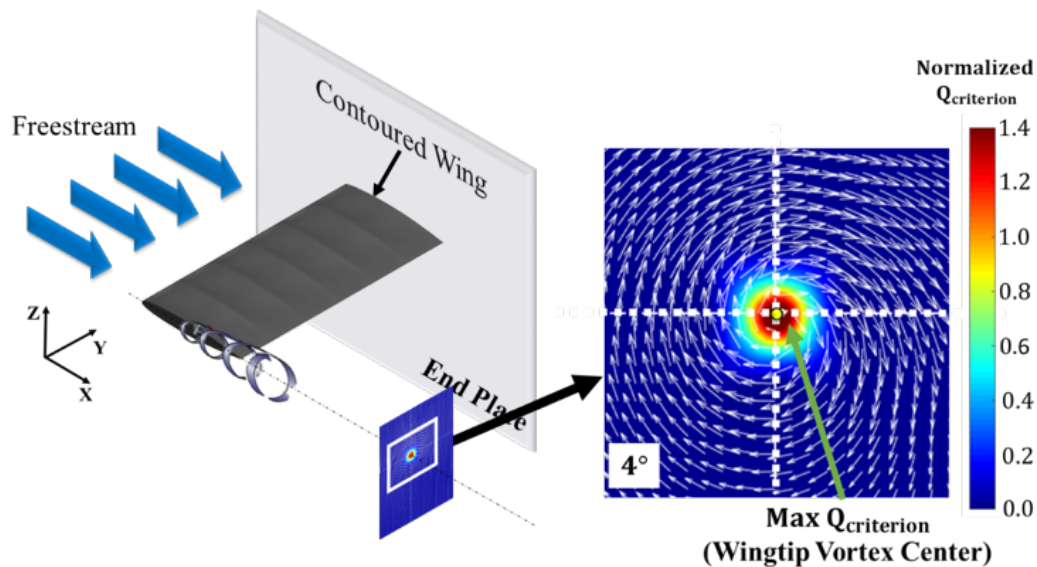 Freestream
Contoured
Wing
Z
Y
X
End Plate
Normalized
Qcriterion
1.4
1.2
1.0
0.8
0.6
0.4
0.2
0.0
4°
Max Qcriterion
(Wingtip Vortex Center)